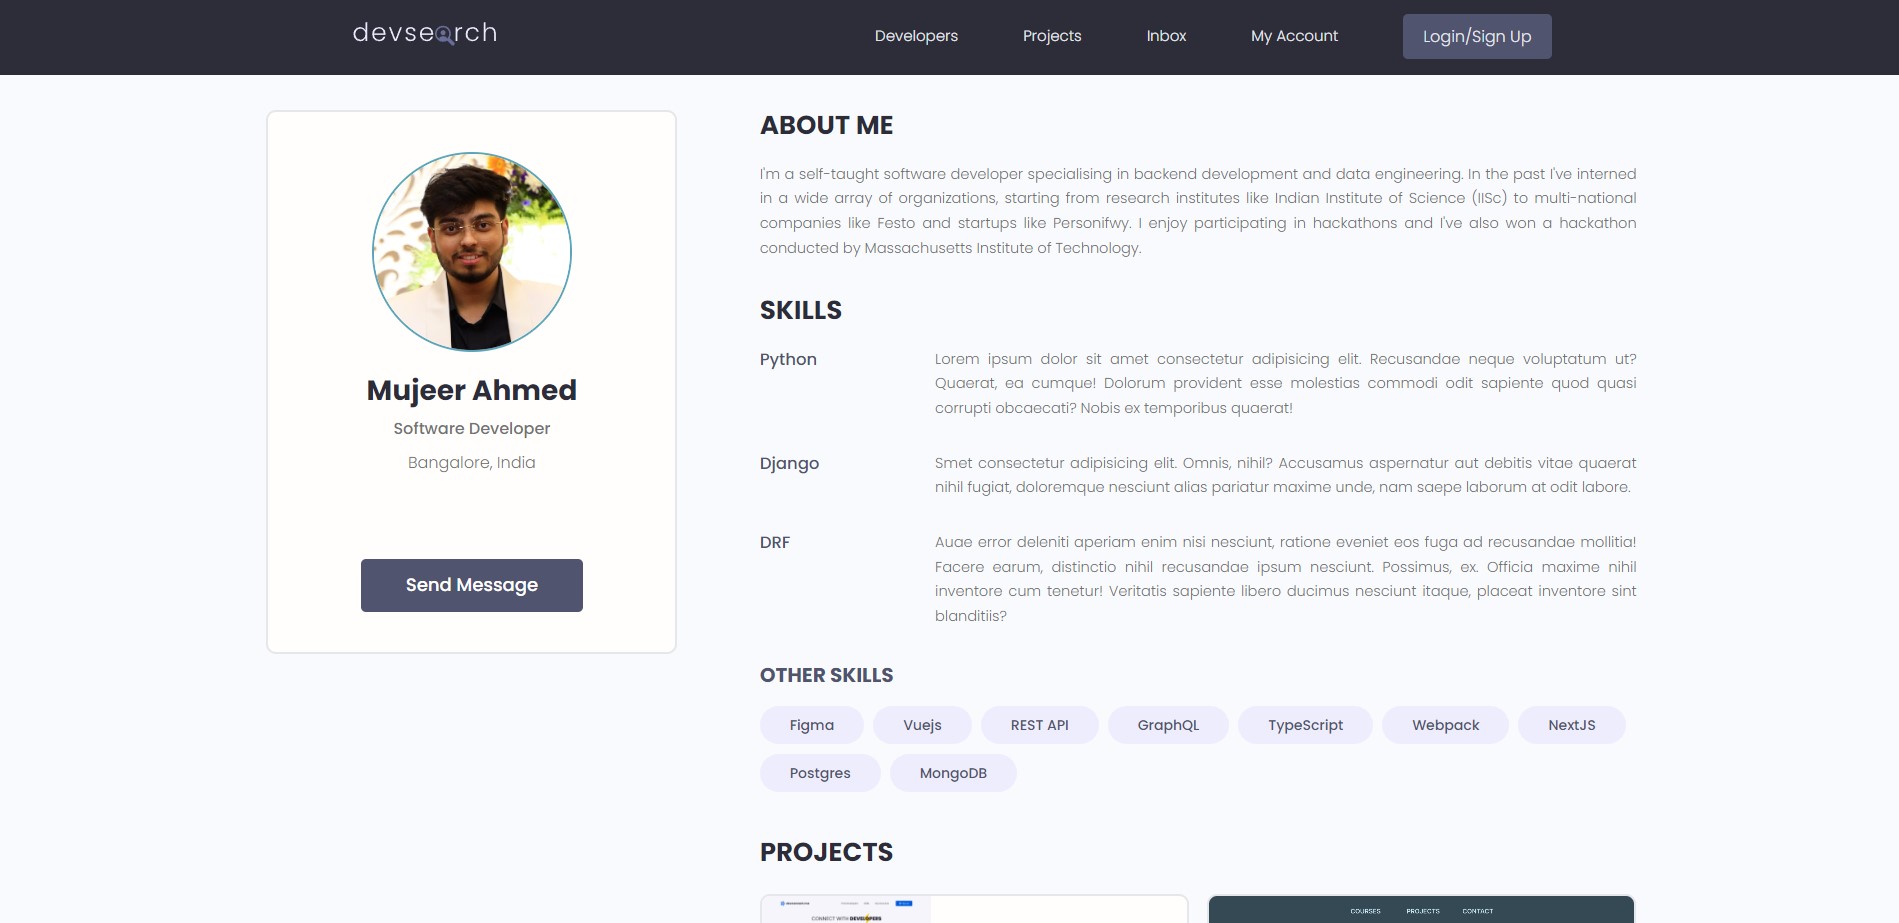 devsearch
Developers
Projects
Inbox
My Account
Login/Sign Up
Mujeer Ahmed
Software Developer
Bangalore, India
Send Message
ABOUT ME
I'm a self-taught software developer specialising in backend development and data engineering. In the past I've interned
in a wide array of organizations, starting from research institutes like Indian Institute of Science (IISc) to multi-national
companies like Festo and startups like Personifwy. I enjoy participating in hackathons and I've also won a hackathon
conducted by Massachusetts Institute of Technology.
SKILLS
Python
Lorem ipsum dolor sit amet consectetur adipisicing elit. Recusandae neque voluptatum ut?
Quaerat, ea cumque! Dolorum provident esse molestias commodi odit sapiente quod quasi
corrupti obcaecati? Nobis ex temporibus quaerat!
Django
Smet consectetur adipisicing elit. Omnis, nihil? Accusamus aspernatur aut debitis vitae quaerat
nihil fugiat, doloremque nesciunt alias pariatur maxime unde, nam saepe laborum at odit labore.
DRF
Auae error deleniti aperiam enim nisi nesciunt, ratione eveniet eos fuga ad recusandae mollitia!
Facere earum, distinctio nihil recusandae ipsum nesciunt. Possimus, ex. Officia maxime nihil
inventore cum tenetur! Veritatis sapiente libero ducimus nesciunt itaque, placeat inventore sint
blanditiis?
OTHER SKILLS
Figma
Vuejs
REST API
GraphQL
TypeScript
Webpack
NextJS
Postgres
MongoDB
PROJECTS
CONNECT WITH DEVELOPERS
COURSES
PROJECTS
CONTACT